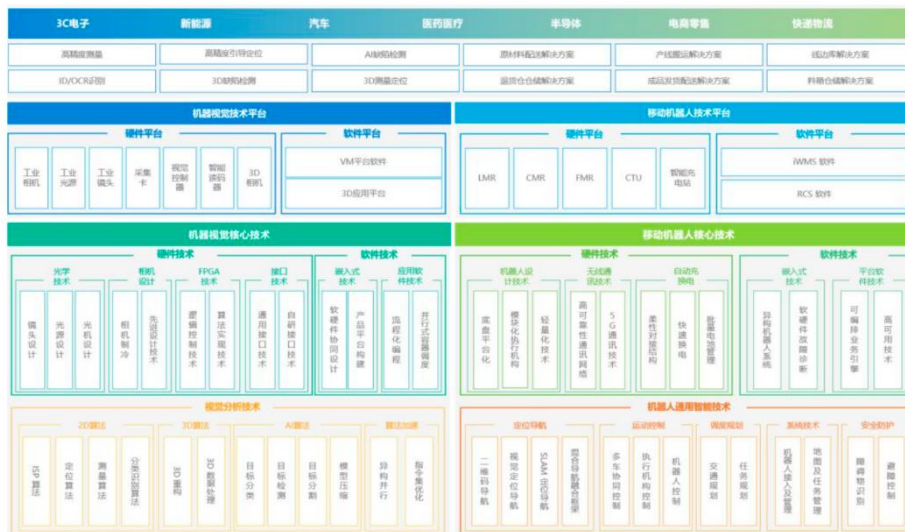 3C电子 新能源 汽车 医药医疗 半导体 电商零售 快递物流
高精度测量 高精度引导定位 AI缺陷检测 原材料配送解决方案 产线搬运解决方案 线边库解决方案
ID/OCR识别 3D缺陷检测 3D测量定位 退货仓仓储解决方案 成品发货配送解决方案 料箱仓储解决方案
机器视觉技术平台
硬件平台 软件平台
工业相机 工业光源 工业镜头 采集卡 视觉控制器 智能读码器 3D相机
VM平台软件
3D应用平台
移动机器人技术平台
硬件平台 软件平台
LMR CMR FMR CTU 智能充电站
iWMS 软件
RCS 软件
机器视觉核心技术
硬件技术 软件技术
光学技术 相机设计 FPGA技术 接口技术 嵌入式技术 应用软件技术
镜头设计 光源设计 光机设计 相机制冷 先进设计技术 逻辑控制技术 算法实现技术 通用接口技术 自研接口技术 软硬件协同设计 产品平台构建 流程化编程 并行式容器调度
视觉分析技术
2D算法 3D算法 AI算法 算法加速
ISP算法 定位算法 测量算法 分类识别算法 3D重构 3D数据处理 目标分类 目标检测 目标分割 模型压缩 异构并行 指令集优化
移动机器人核心技术
硬件技术 软件技术
机器人设计技术 无线通讯技术 自动充换电 嵌入式技术 平台软件技术
底盘平台化 模块化执行机构 轻量化技术 高可靠性通讯网络 5G通讯技术 柔性对接结构 快速换电 批量电池管理 异构机器人系统 软硬件故障诊断 可编排业务引擎 高可用技术
机器人通用智能技术
定位导航 运动控制 调度规划 系统技术 安全防护
二维码导航 视觉定位导航 SLAM定位导航 混合导航融合框架 多车协同控制 执行机构控制 机器人控制 交通规划 任务规划 机器人接入及管理 地图及任务管理 障碍物识别 避障控制